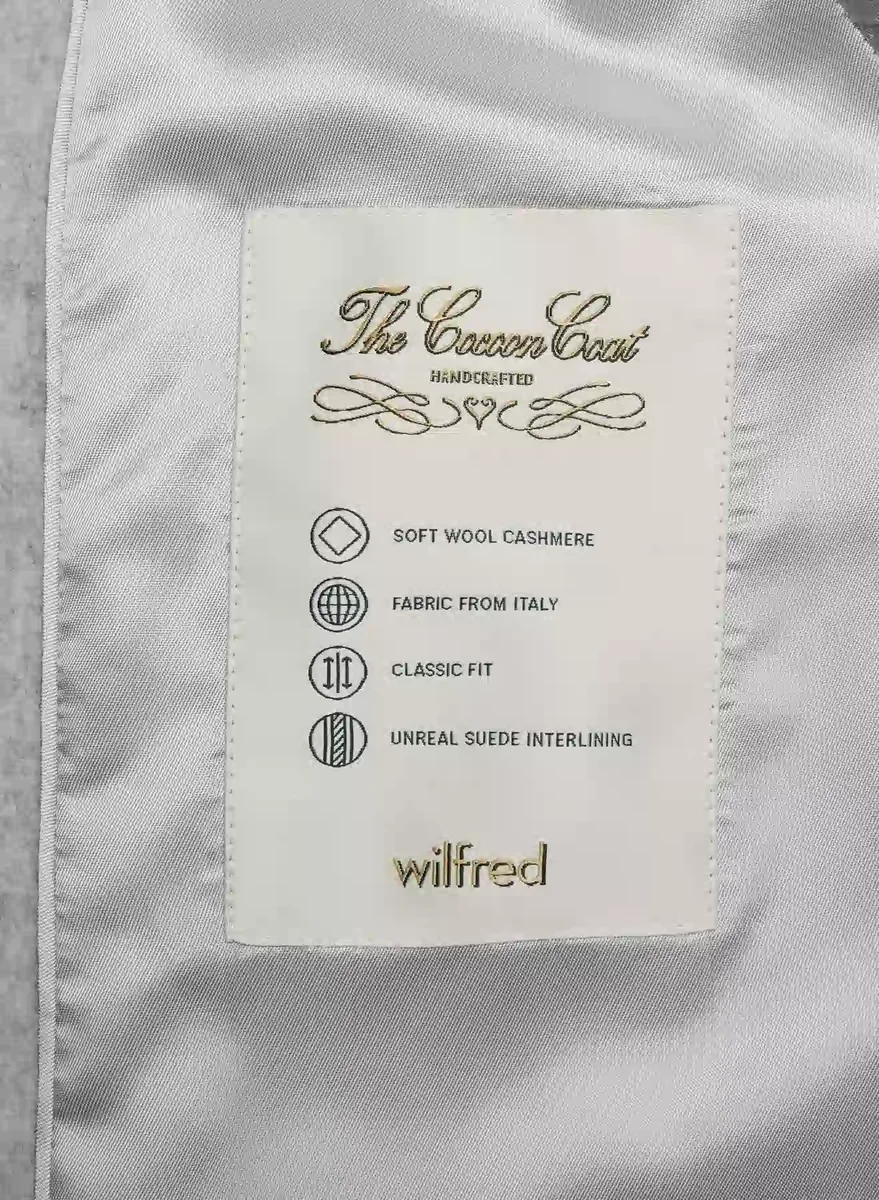 The Cocoon Coat
HANDCRAFTED
SOFT WOOL CASHMERE
FABRIC FROM ITALY
CLASSIC FIT
UNREAL SUEDE INTERLINING
wilfred